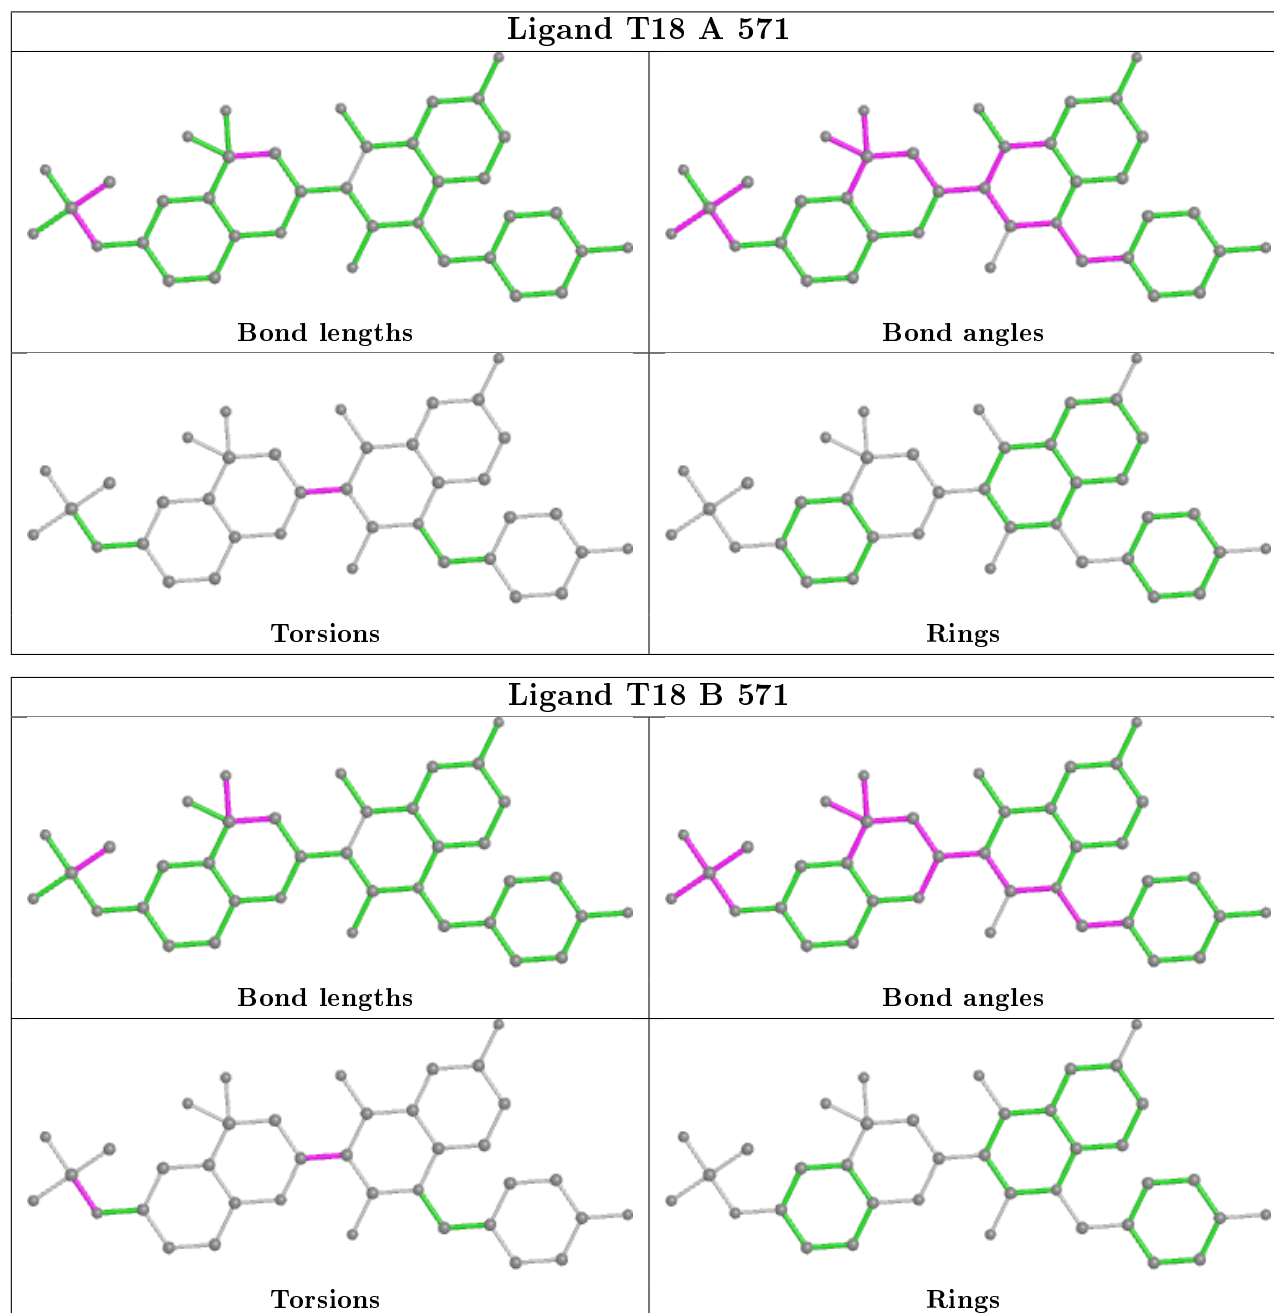 Ligand T18 A 571
Bond lengths
Bond angles
Torsions
Rings
Ligand T18 B 571
Bond lengths
Bond angles
Torsions
Rings